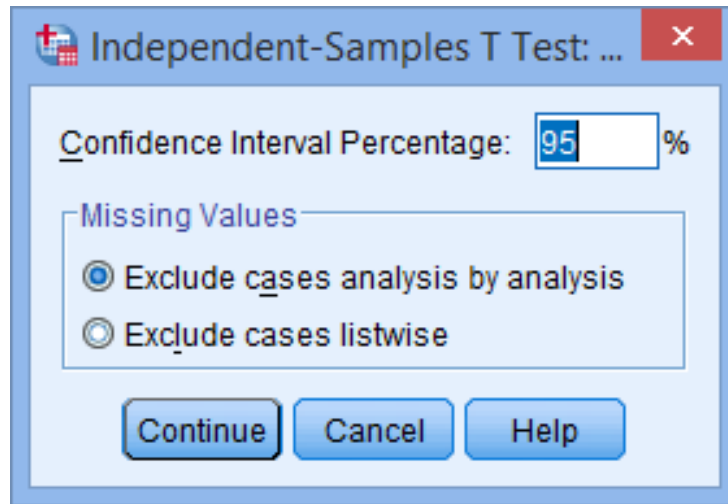 Independent-Samples T Test: ...
Confidence Interval Percentage: 95 %
Missing Values
Exclude cases analysis by analysis
Exclude cases listwise
Continue Cancel Help